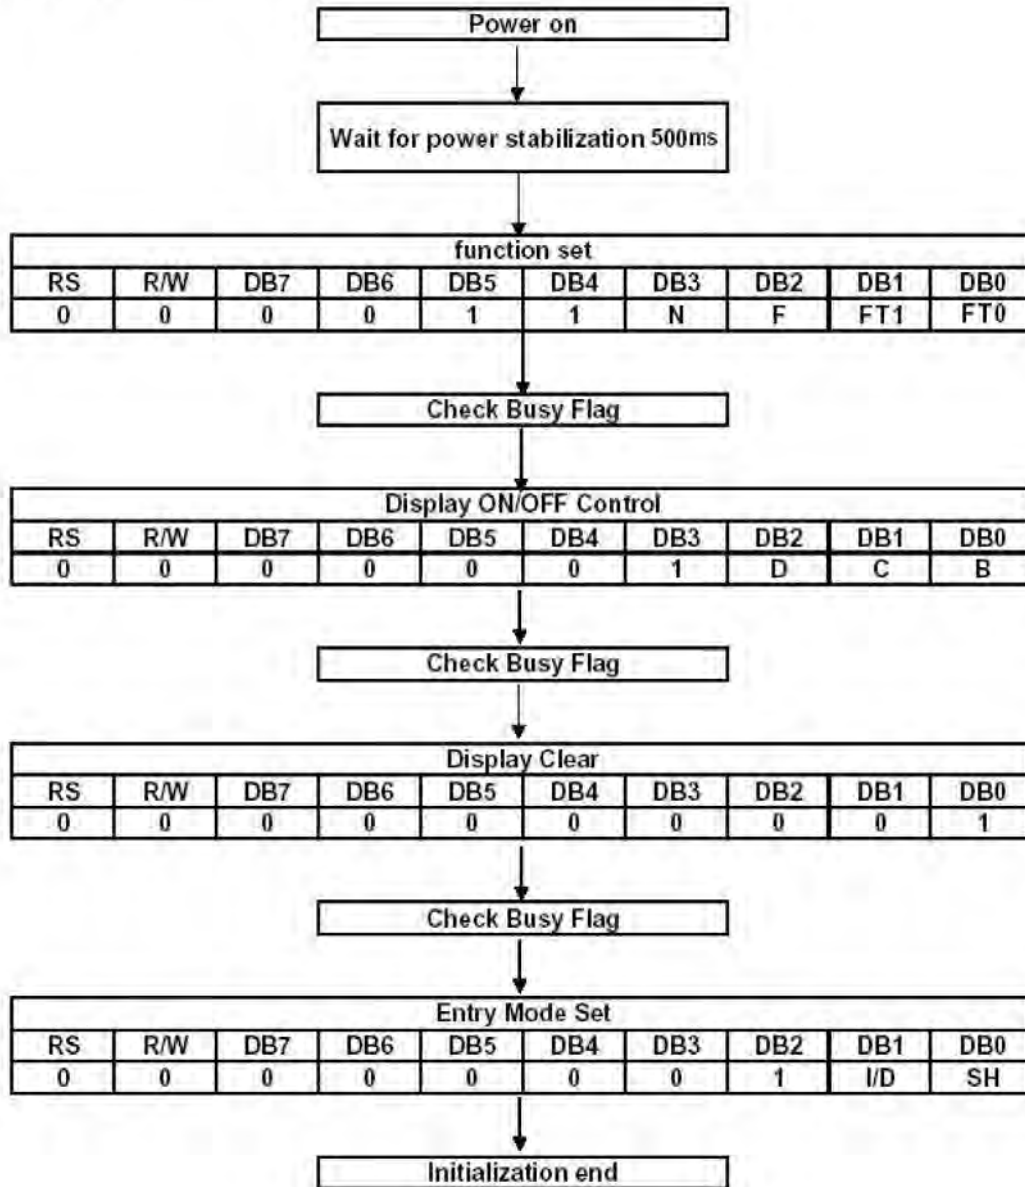 Power on
Wait for power stabilization 500ms
function set
RS R/W DB7 DB6 DB5 DB4 DB3 DB2 DB1 DB0
0 0 0 0 1 1 N F FT1 FT0
Check Busy Flag
Display ON/OFF Control
RS R/W DB7 DB6 DB5 DB4 DB3 DB2 DB1 DB0
0 0 0 0 0 0 1 D C B
Check Busy Flag
Display Clear
RS R/W DB7 DB6 DB5 DB4 DB3 DB2 DB1 DB0
0 0 0 0 0 0 0 0 0 1
Check Busy Flag
Entry Mode Set
RS R/W DB7 DB6 DB5 DB4 DB3 DB2 DB1 DB0
0 0 0 0 0 0 0 1 I/D SH
Initialization end